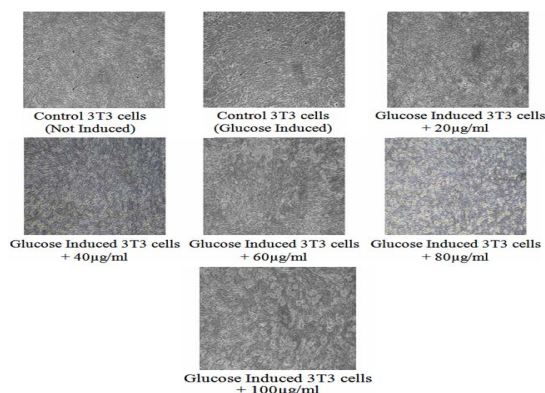 Control 3T3 cells
(Not Induced)
Control 3T3 cells
(Glucose Induced)
Glucose Induced 3T3 cells
+ 20µg/ml
Glucose Induced 3T3 cells
+ 40µg/ml
Glucose Induced 3T3 cells
+ 60µg/ml
Glucose Induced 3T3 cells
+ 80µg/ml
Glucose Induced 3T3 cells
+ 100µg/ml